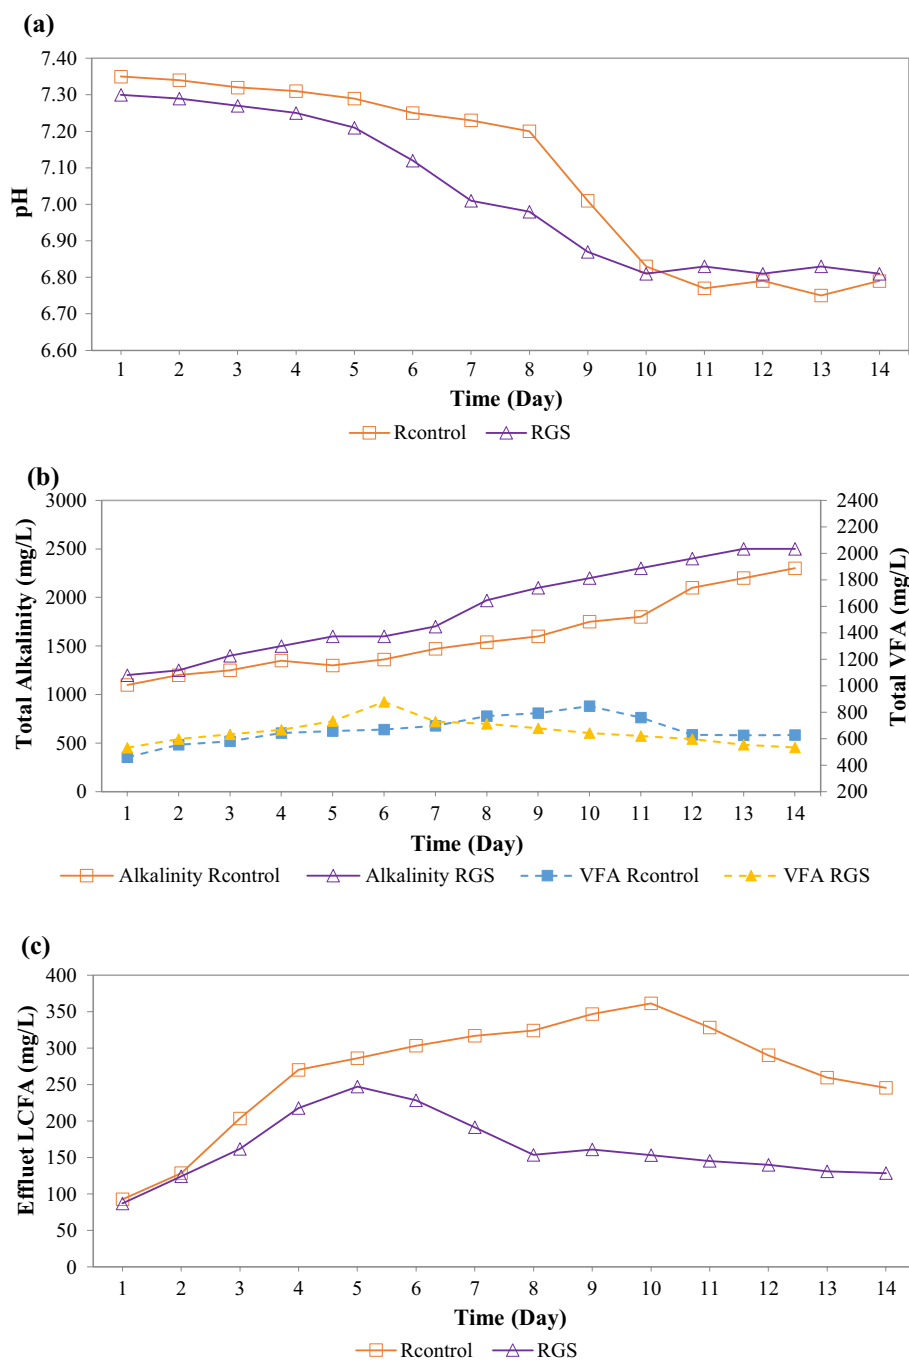 (a)
pH
7.40
7.30
7.20
7.00
6.90
6.80
6.70
6.60
1 2 3 4 5 6 7 8 9 10 11 12 13 14
Time (Day)
Rcontrol RGS
(b)
Total Alkalinity (mg/L)
3000
2500
2000
1500
1000
500
0
2400
2200
2000
1800
1600
1400
1200
1000
800
600
400
200
Total VFA (mg/L)
1 2 3 4 5 6 7 8 9 10 11 12 13 14
Time (Day)
Alkalinity Rcontrol Alkalinity RGS VFA Rcontrol VFA RGS
(c)
Effluet LCFA (mg/L)
400
350
300
250
200
150
100
50
0
1 2 3 4 5 6 7 8 9 10 11 12 13 14
Time (Day)
Rcontrol RGS